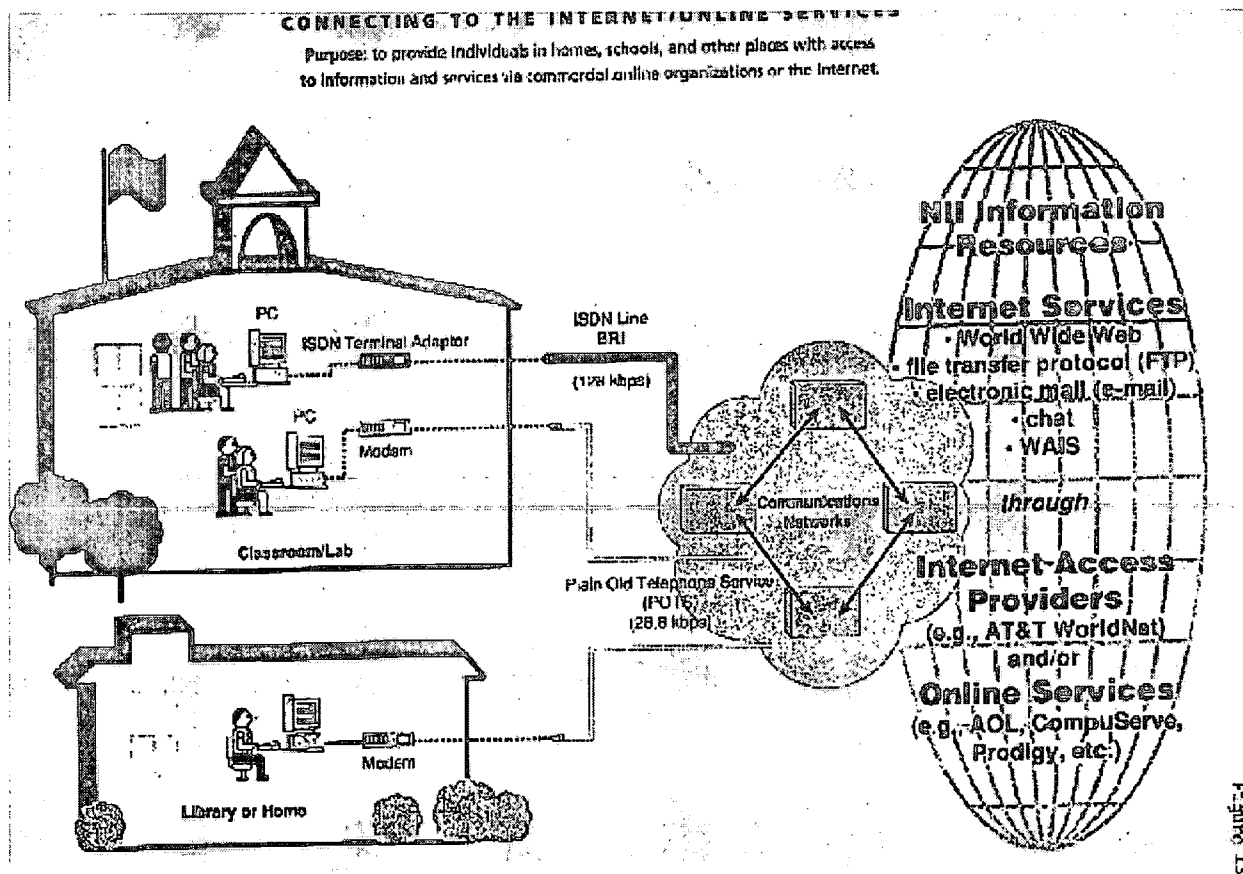 CONNECTING TO THE INTERNET/ONLINE SERVICES
Purpose: to provide individuals in homes, schools, and other places with access
to information and services via commercial online organizations or the Internet.
PC
ISDN Terminal Adaptor
ISDN Line
BRI
(128 kbps)
PC
Modem
Classroom/Lab
Communications
Networks
Plain Old Telephone Service
(POTS)
(28.8 kbps)
Modem
Library or Home
NII Information
Resources
Internet Services
• World Wide Web
• file transfer protocol (FTP)
• electronic mail (e-mail)
• chat
• WAIS
through
Internet-Access
Providers
(e.g., AT&T WorldNet)
and/or
Online Services
(e.g., AOL, CompuServe,
Prodigy, etc.)
Figure